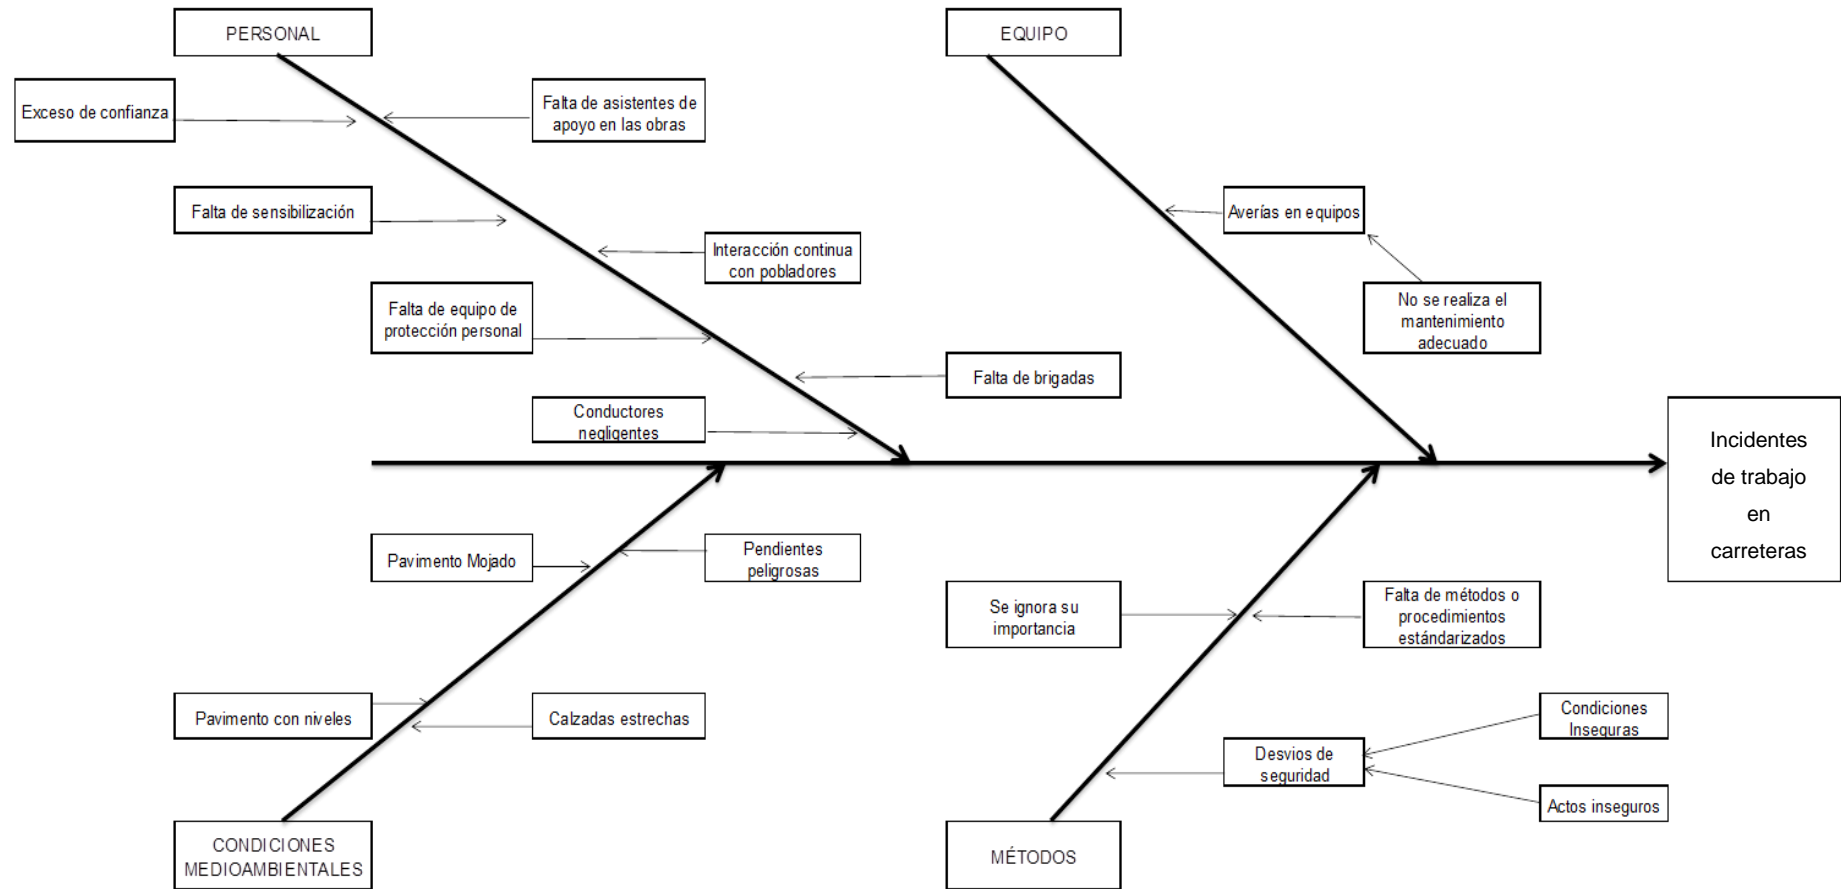 PERSONAL
EQUIPO
Exceso de confianza
Falta de asistentes de
apoyo en las obras
Falta de sensibilización
Averías en equipos
Interacción continua
con pobladores
Falta de equipo de
protección personal
No se realiza el
mantenimiento
adecuado
Falta de brigadas
Conductores
negligentes
Incidentes
de trabajo
en
carreteras
Pavimento Mojado
Pendientes
peligrosas
Se ignora su
importancia
Falta de métodos o
procedimientos
estándarizados
Pavimento con niveles
Calzadas estrechas
Condiciones
Inseguras
Desvios de
seguridad
Actos inseguros
CONDICIONES
MEDIOAMBIENTALES
MÉTODOS